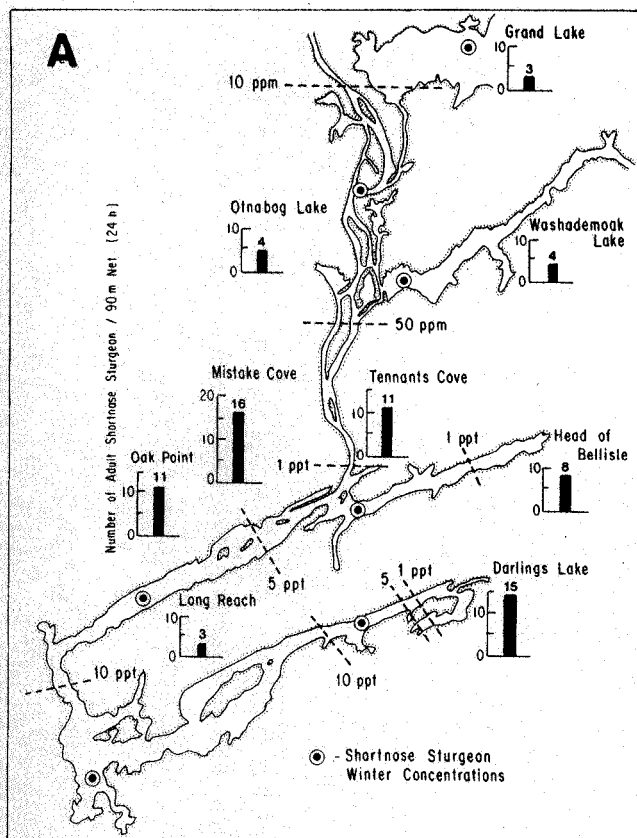 A
Grand Lake
10
3
0
10 ppm
Otnabog Lake
10
4
0
Washademoak
Lake
10
4
0
50 ppm
Number of Adult Shortnose Sturgeon / 90 m Net (24 h)
Mistake Cove
20
16
10
0
Tennants Cove
11
10
0
1 ppt
1 ppt
Head of
Bellisle
10
8
0
Oak Point
11
10
0
5 ppt
Darlings Lake
15
10
0
1 ppt
5
Long Reach
10
3
0
10 ppt
10 ppt
- Shortnose Sturgeon
Winter Concentrations